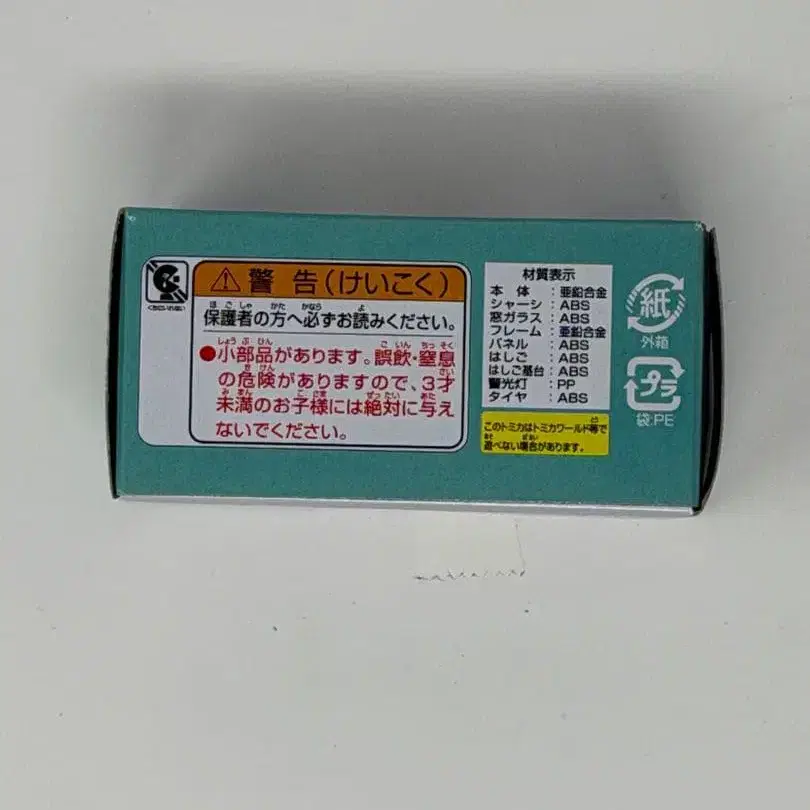 くちにいれない
警告(けいこく)
保護者の方へ必ずお読みください。
●小部品があります。誤飲・窒息
の危険がありますので、3才
未満のお子様には絶対に与え
ないでください。
材質表示
本体：亜鉛合金
シャーシ：ABS
窓ガラス：ABS
フレーム：亜鉛合金
パネル：ABS
はしご：ABS
はしご基台：ABS
警光灯：PP
タイヤ：ABS
このトミカはトミカワールド等で
遊べない場合があります。
紙
外箱
プラ
袋:PE